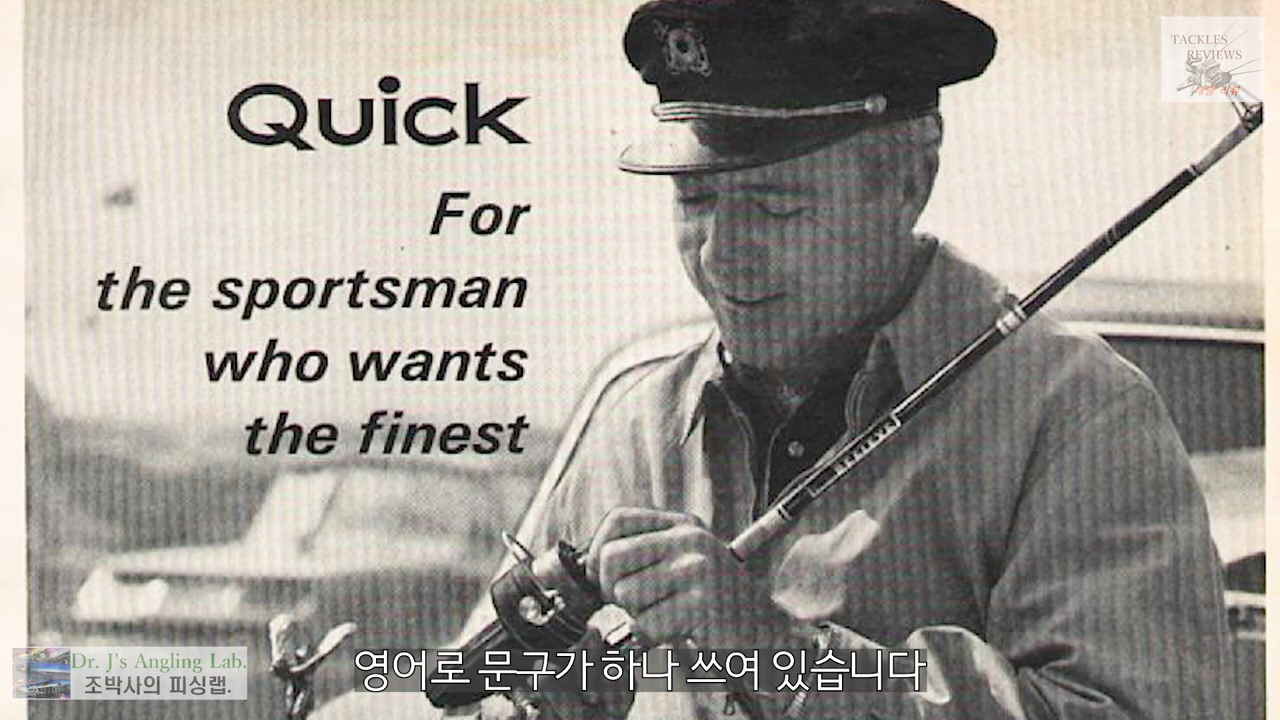 Quick
For
the sportsman
who wants
the finest
TACKLES
REVIEWS
Dr. J's Angling Lab.
조박사의 피싱랩.
영어로 문구가 하나 쓰여 있습니다